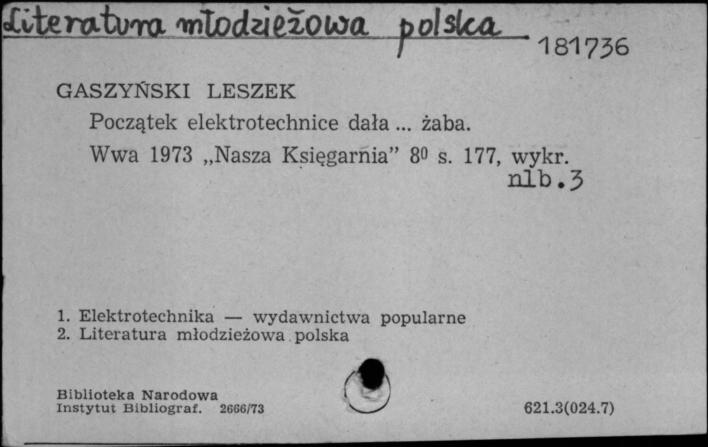 Literatura młodzieżowa polska
181736
GASZYŃSKI LESZEK
Początek elektrotechnice dała ... żaba.
Wwa 1973 „Nasza Księgarnia” 8⁰ s. 177, wykr.
nlb. 3
1. Elektrotechnika — wydawnictwa popularne
2. Literatura młodzieżowa polska
Biblioteka Narodowa
Instytut Bibliograf. 2666/73
621.3(024.7)